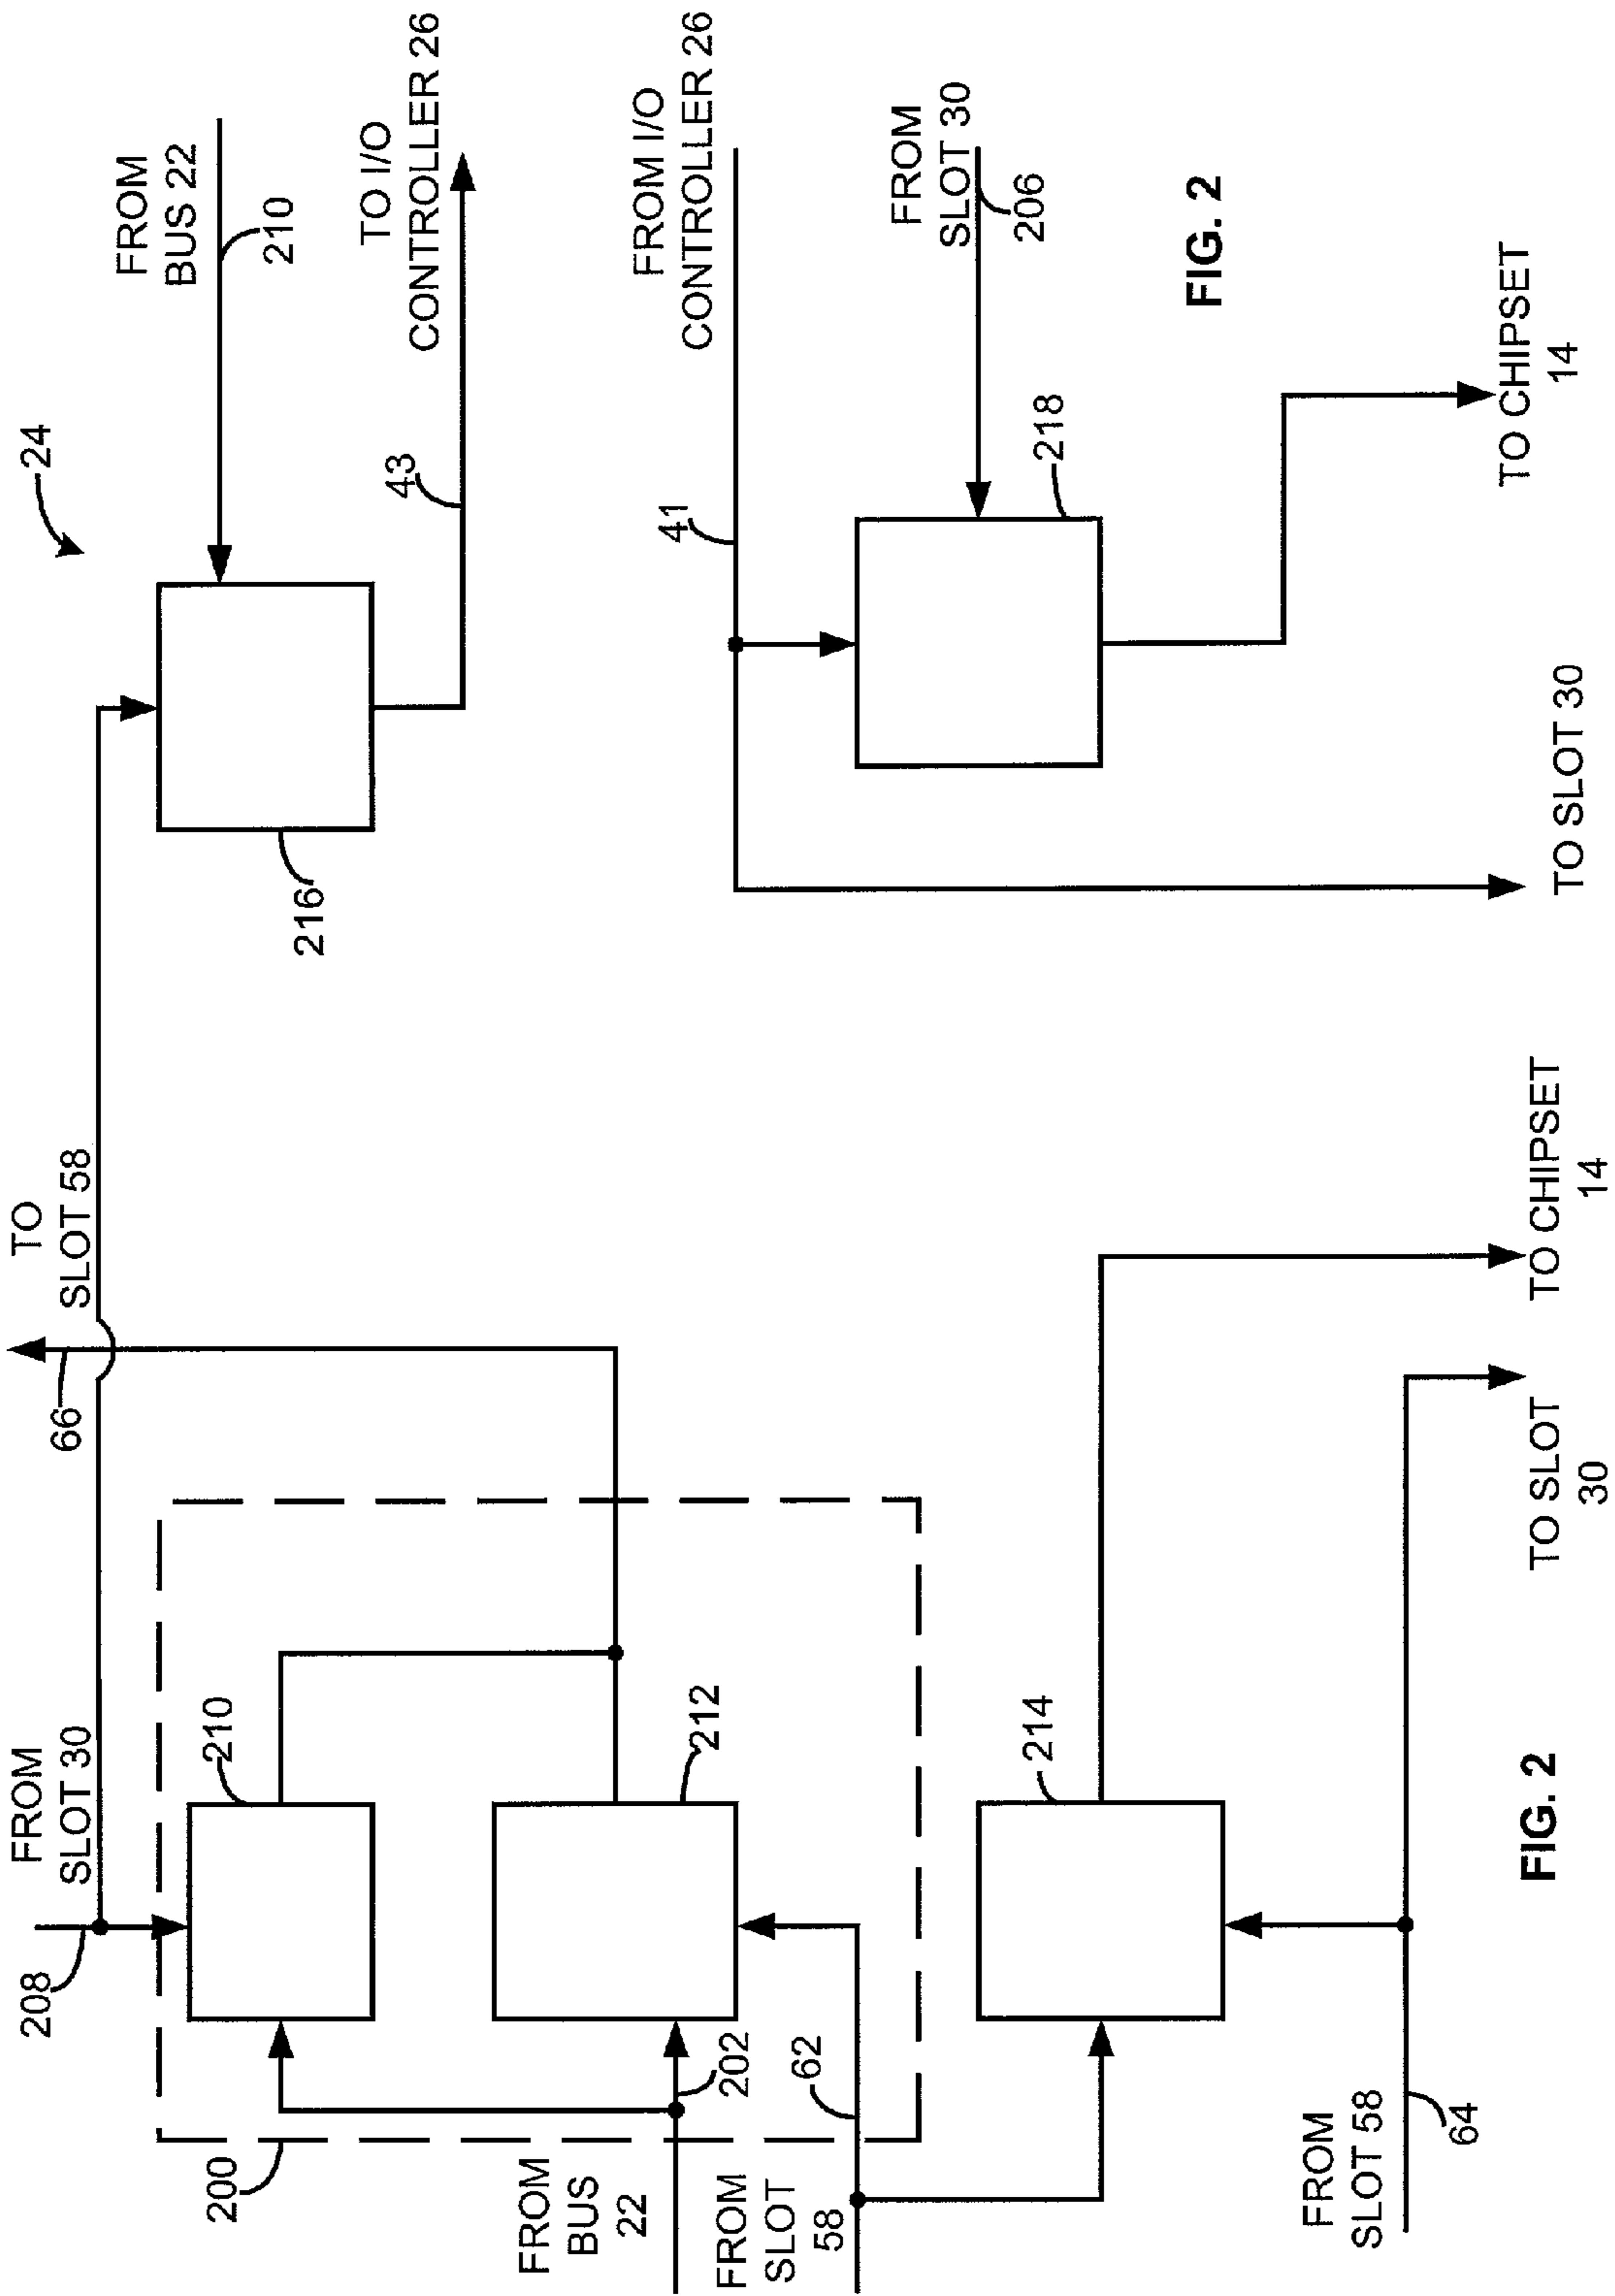 24
FROM
SLOT 30
208
TO
SLOT 58
66
FROM
BUS 22
210
216
43
TO I/O
CONTROLLER 26
200
210
212
FROM
BUS
22
202
FROM
SLOT
58
62
41
FROM I/O
CONTROLLER 26
FROM
SLOT 30
206
218
214
FROM
SLOT 58
64
TO SLOT
30
TO CHIPSET
14
TO SLOT 30
TO CHIPSET
14
FIG. 2
FIG. 2